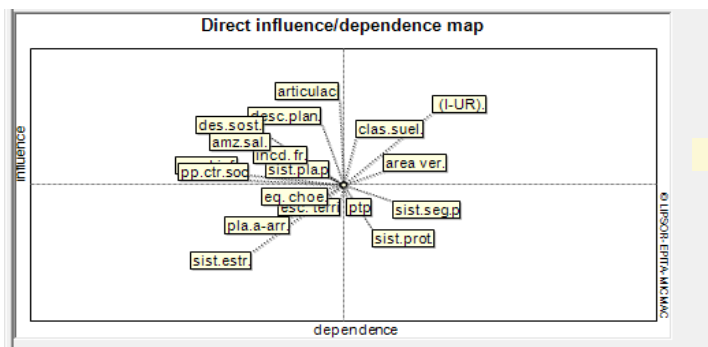 Direct influence/dependence map
articulac
(I-UR).
desc.plan.
des.sost.
clas.suel.
amz.sal.
incd. fr.
area ver.
sist.pla.p
pp.ctr.soc
eq. choe.
esc. terri
ptp
sist.seg.p
pla.a-arr.
sist.prot.
sist.estr.
influence
dependence
© LIPSOR-EPITA-MICMAC